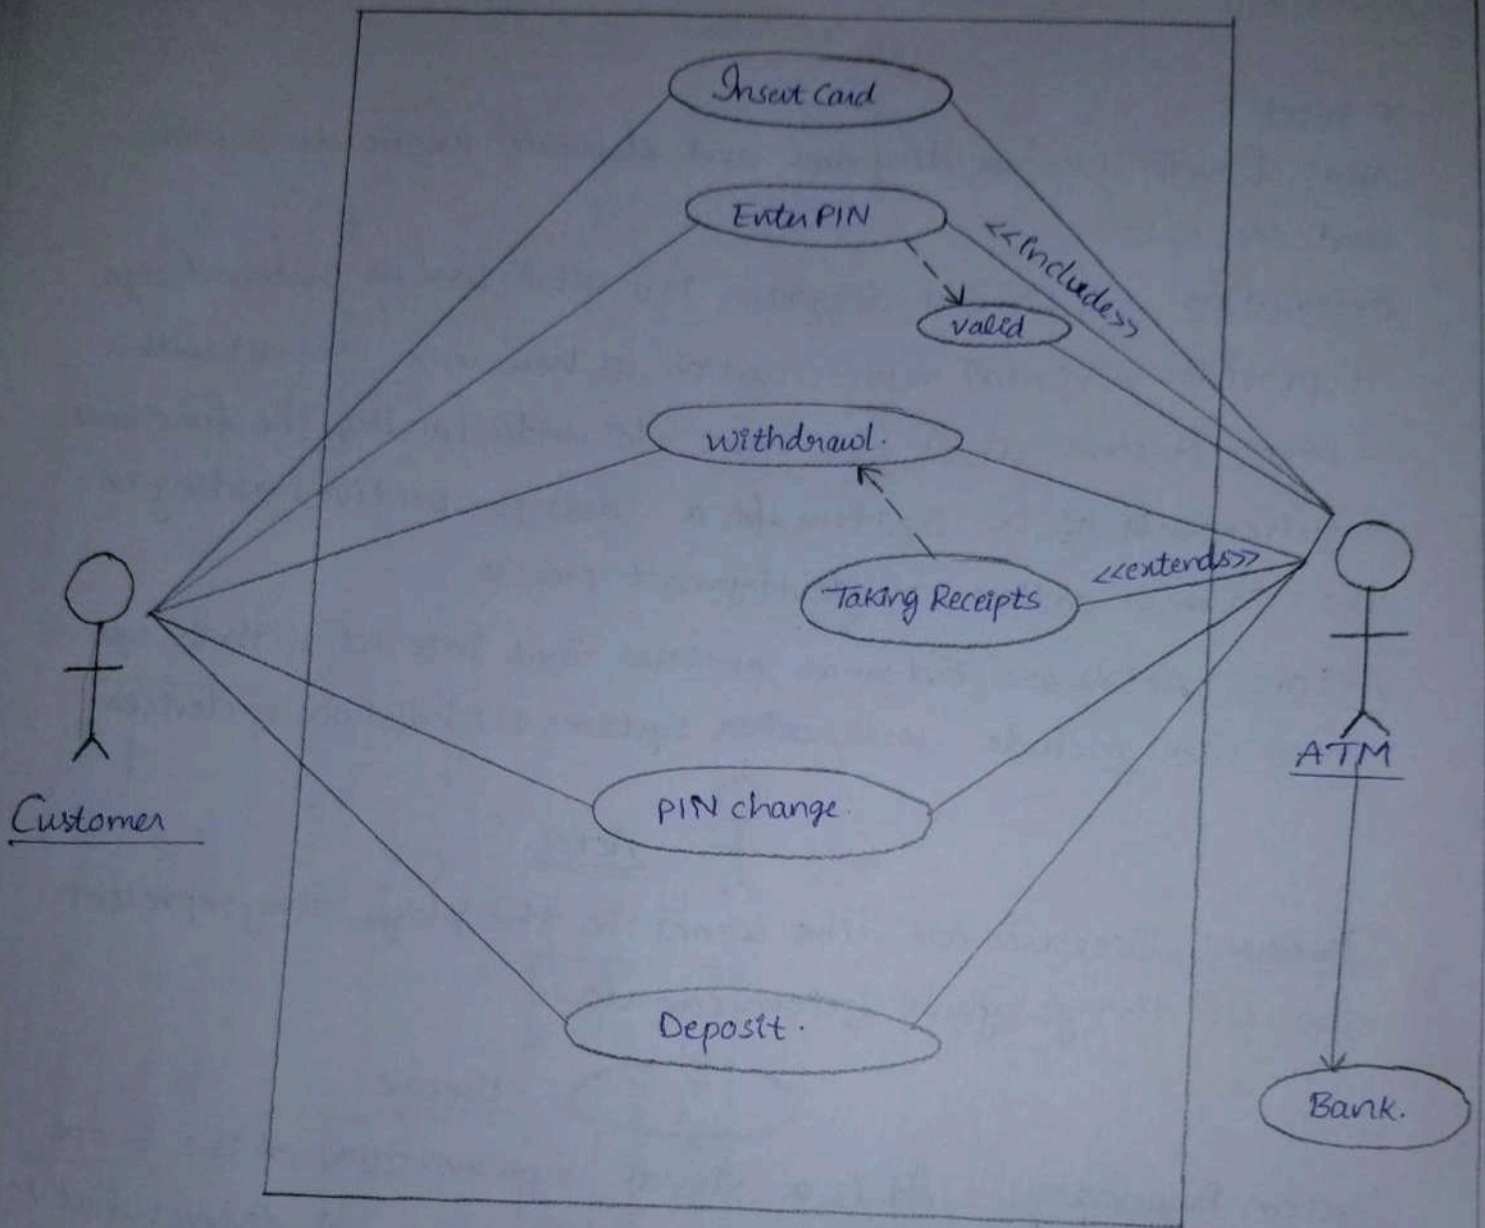 Insert Card
Enter PIN
<<include>>
valid
withdrawl.
<<extends>>
Taking Receipts
ATM
PIN change.
Customer
Deposit.
Bank.